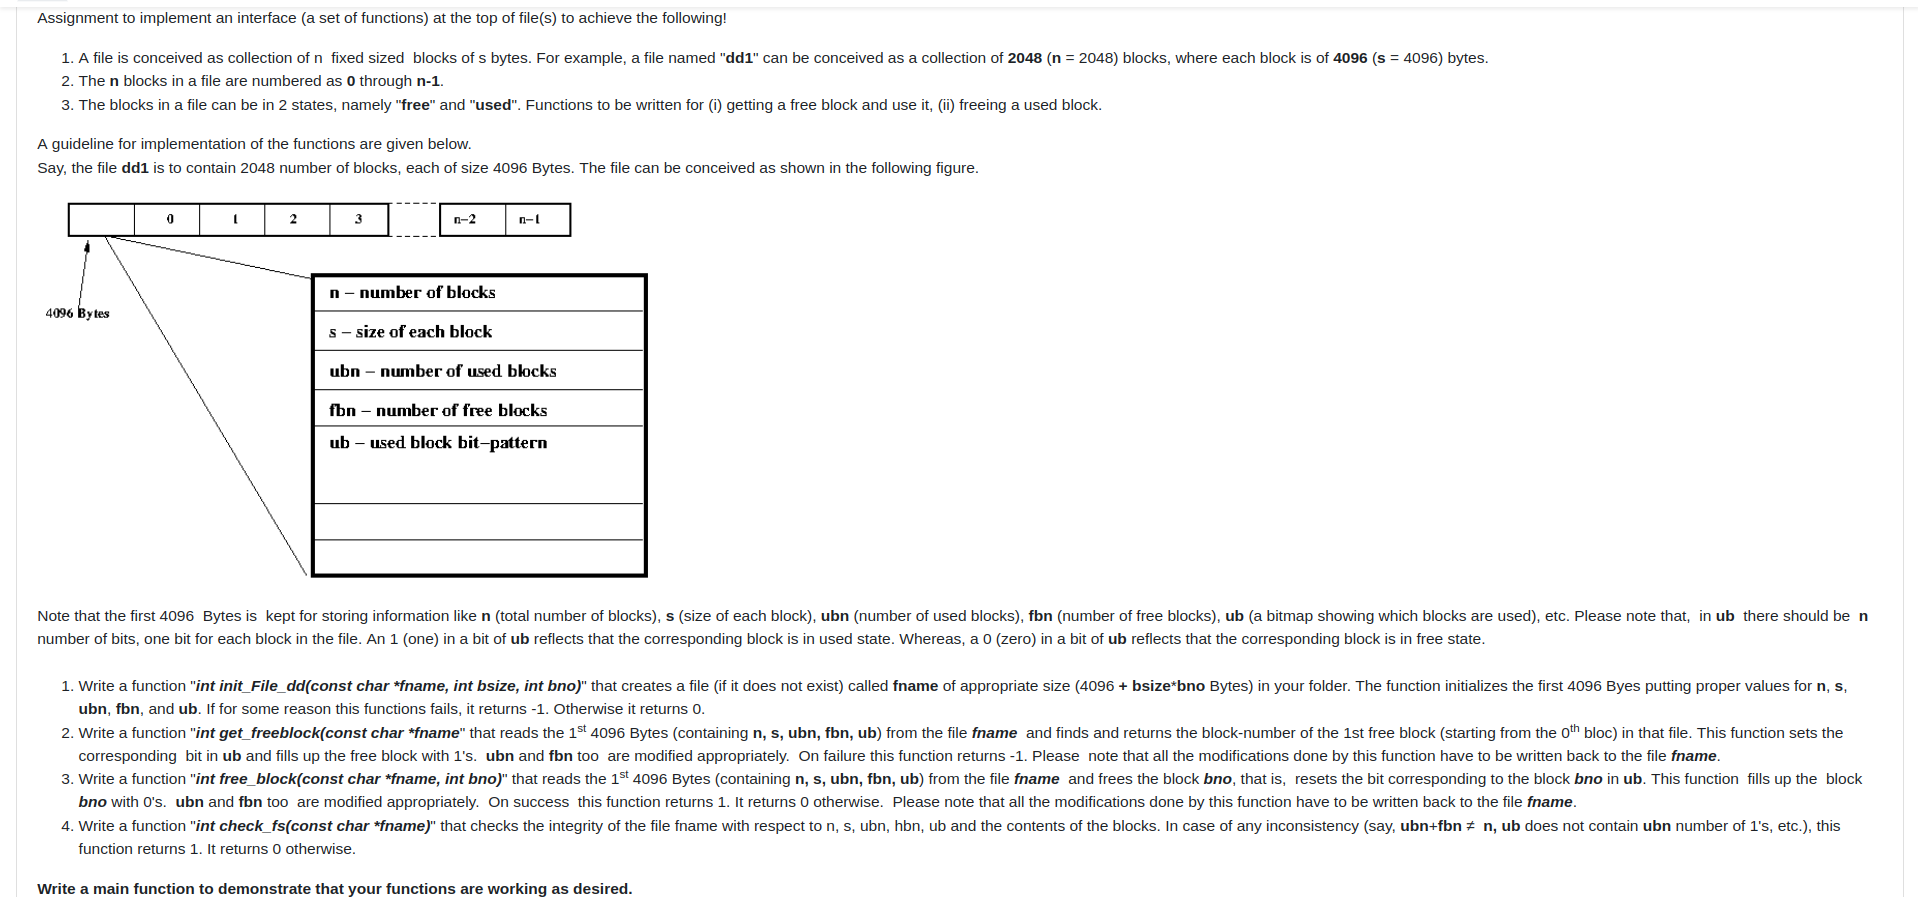 Assignment to implement an interface (a set of functions) at the top of file(s) to achieve the following!
1. A file is conceived as collection of n fixed sized blocks of s bytes. For example, a file named "dd1" can be conceived as a collection of 2048 (n = 2048) blocks, where each block is of 4096 (s = 4096) bytes.
2. The n blocks in a file are numbered as 0 through n-1.
3. The blocks in a file can be in 2 states, namely "free" and "used". Functions to be written for (i) getting a free block and use it, (ii) freeing a used block.
A guideline for implementation of the functions are given below.
Say, the file dd1 is to contain 2048 number of blocks, each of size 4096 Bytes. The file can be conceived as shown in the following figure.
0 1 2 3 n-2 n-1
4096 Bytes
n - number of blocks
s - size of each block
ubn - number of used blocks
fbn - number of free blocks
ub - used block bit-pattern
Note that the first 4096 Bytes is kept for storing information like n (total number of blocks), s (size of each block), ubn (number of used blocks), fbn (number of free blocks), ub (a bitmap showing which blocks are used), etc. Please note that, in ub there should be n
number of bits, one bit for each block in the file. An 1 (one) in a bit of ub reflects that the corresponding block is in used state. Whereas, a 0 (zero) in a bit of ub reflects that the corresponding block is in free state.
1. Write a function "int init_File_dd(const char *fname, int bsize, int bno)" that creates a file (if it does not exist) called fname of appropriate size (4096 + bsize*bno Bytes) in your folder. The function initializes the first 4096 Byes putting proper values for n, s,
ubn, fbn, and ub. If for some reason this functions fails, it returns -1. Otherwise it returns 0.
2. Write a function "int get_freeblock(const char *fname" that reads the 1st 4096 Bytes (containing n, s, ubn, fbn, ub) from the file fname and finds and returns the block-number of the 1st free block (starting from the 0th bloc) in that file. This function sets the
corresponding bit in ub and fills up the free block with 1's. ubn and fbn too are modified appropriately. On failure this function returns -1. Please note that all the modifications done by this function have to be written back to the file fname.
3. Write a function "int free_block(const char *fname, int bno)" that reads the 1st 4096 Bytes (containing n, s, ubn, fbn, ub) from the file fname and frees the block bno, that is, resets the bit corresponding to the block bno in ub. This function fills up the block
bno with 0's. ubn and fbn too are modified appropriately. On success this function returns 1. It returns 0 otherwise. Please note that all the modifications done by this function have to be written back to the file fname.
4. Write a function "int check_fs(const char *fname)" that checks the integrity of the file fname with respect to n, s, ubn, hbn, ub and the contents of the blocks. In case of any inconsistency (say, ubn+fbn ≠ n, ub does not contain ubn number of 1's, etc.), this
function returns 1. It returns 0 otherwise.
Write a main function to demonstrate that your functions are working as desired.